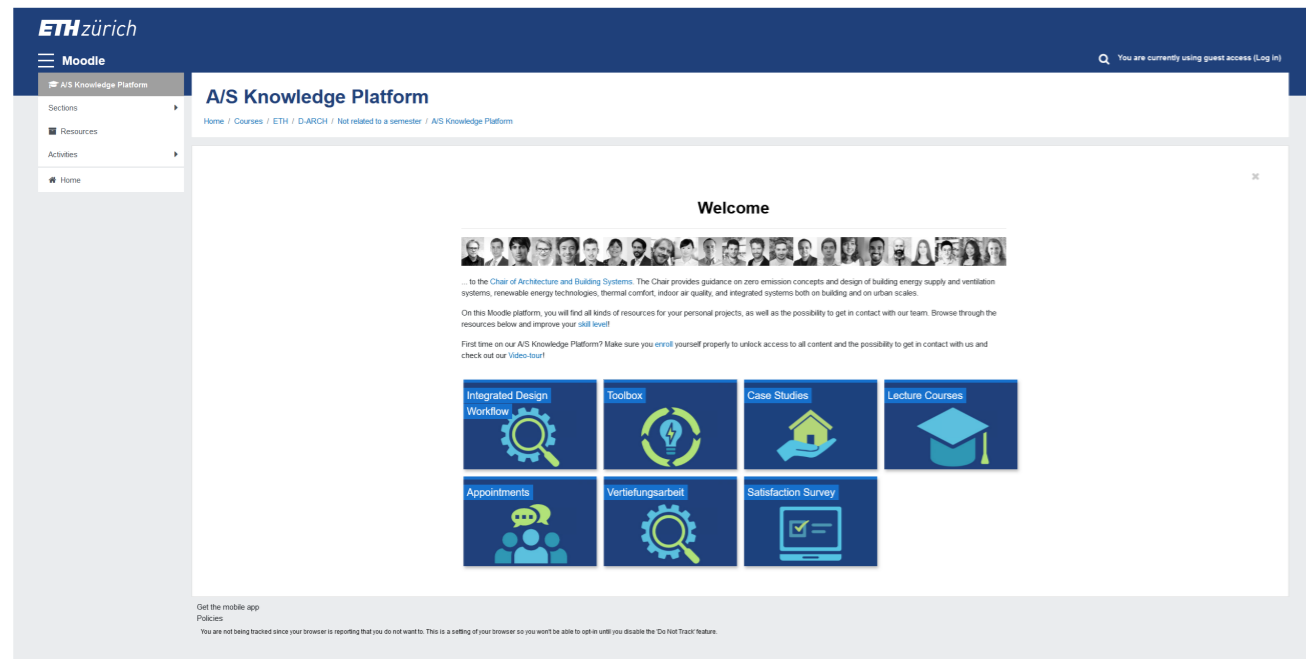 ETH zürich
Moodle
You are currently using guest access (Log in)
A/S Knowledge Platform
Sections
Resources
Activities
Home
A/S Knowledge Platform
Home / Courses / ETH / D-ARCH / Not related to a semester / A/S Knowledge Platform
Welcome
... to the Chair of Architecture and Building Systems. The Chair provides guidance on zero emission concepts and design of building energy supply and ventilation
systems, renewable energy technologies, thermal comfort, indoor air quality, and integrated systems both on building and on urban scales.
On this Moodle platform, you will find all kinds of resources for your personal projects, as well as the possibility to get in contact with our team. Browse through the
resources below and improve your skill level!
First time on our A/S Knowledge Platform? Make sure you enroll yourself properly to unlock access to all content and the possibility to get in contact with us and
check out our Video-tour!
Integrated Design
Workflow
Toolbox
Case Studies
Lecture Courses
Appointments
Vertiefungsarbeit
Satisfaction Survey
Get the mobile app
Policies
You are not being tracked since your browser is reporting that you do not want to. This is a setting of your browser so you won't be able to opt-in until you disable the 'Do Not Track' feature.